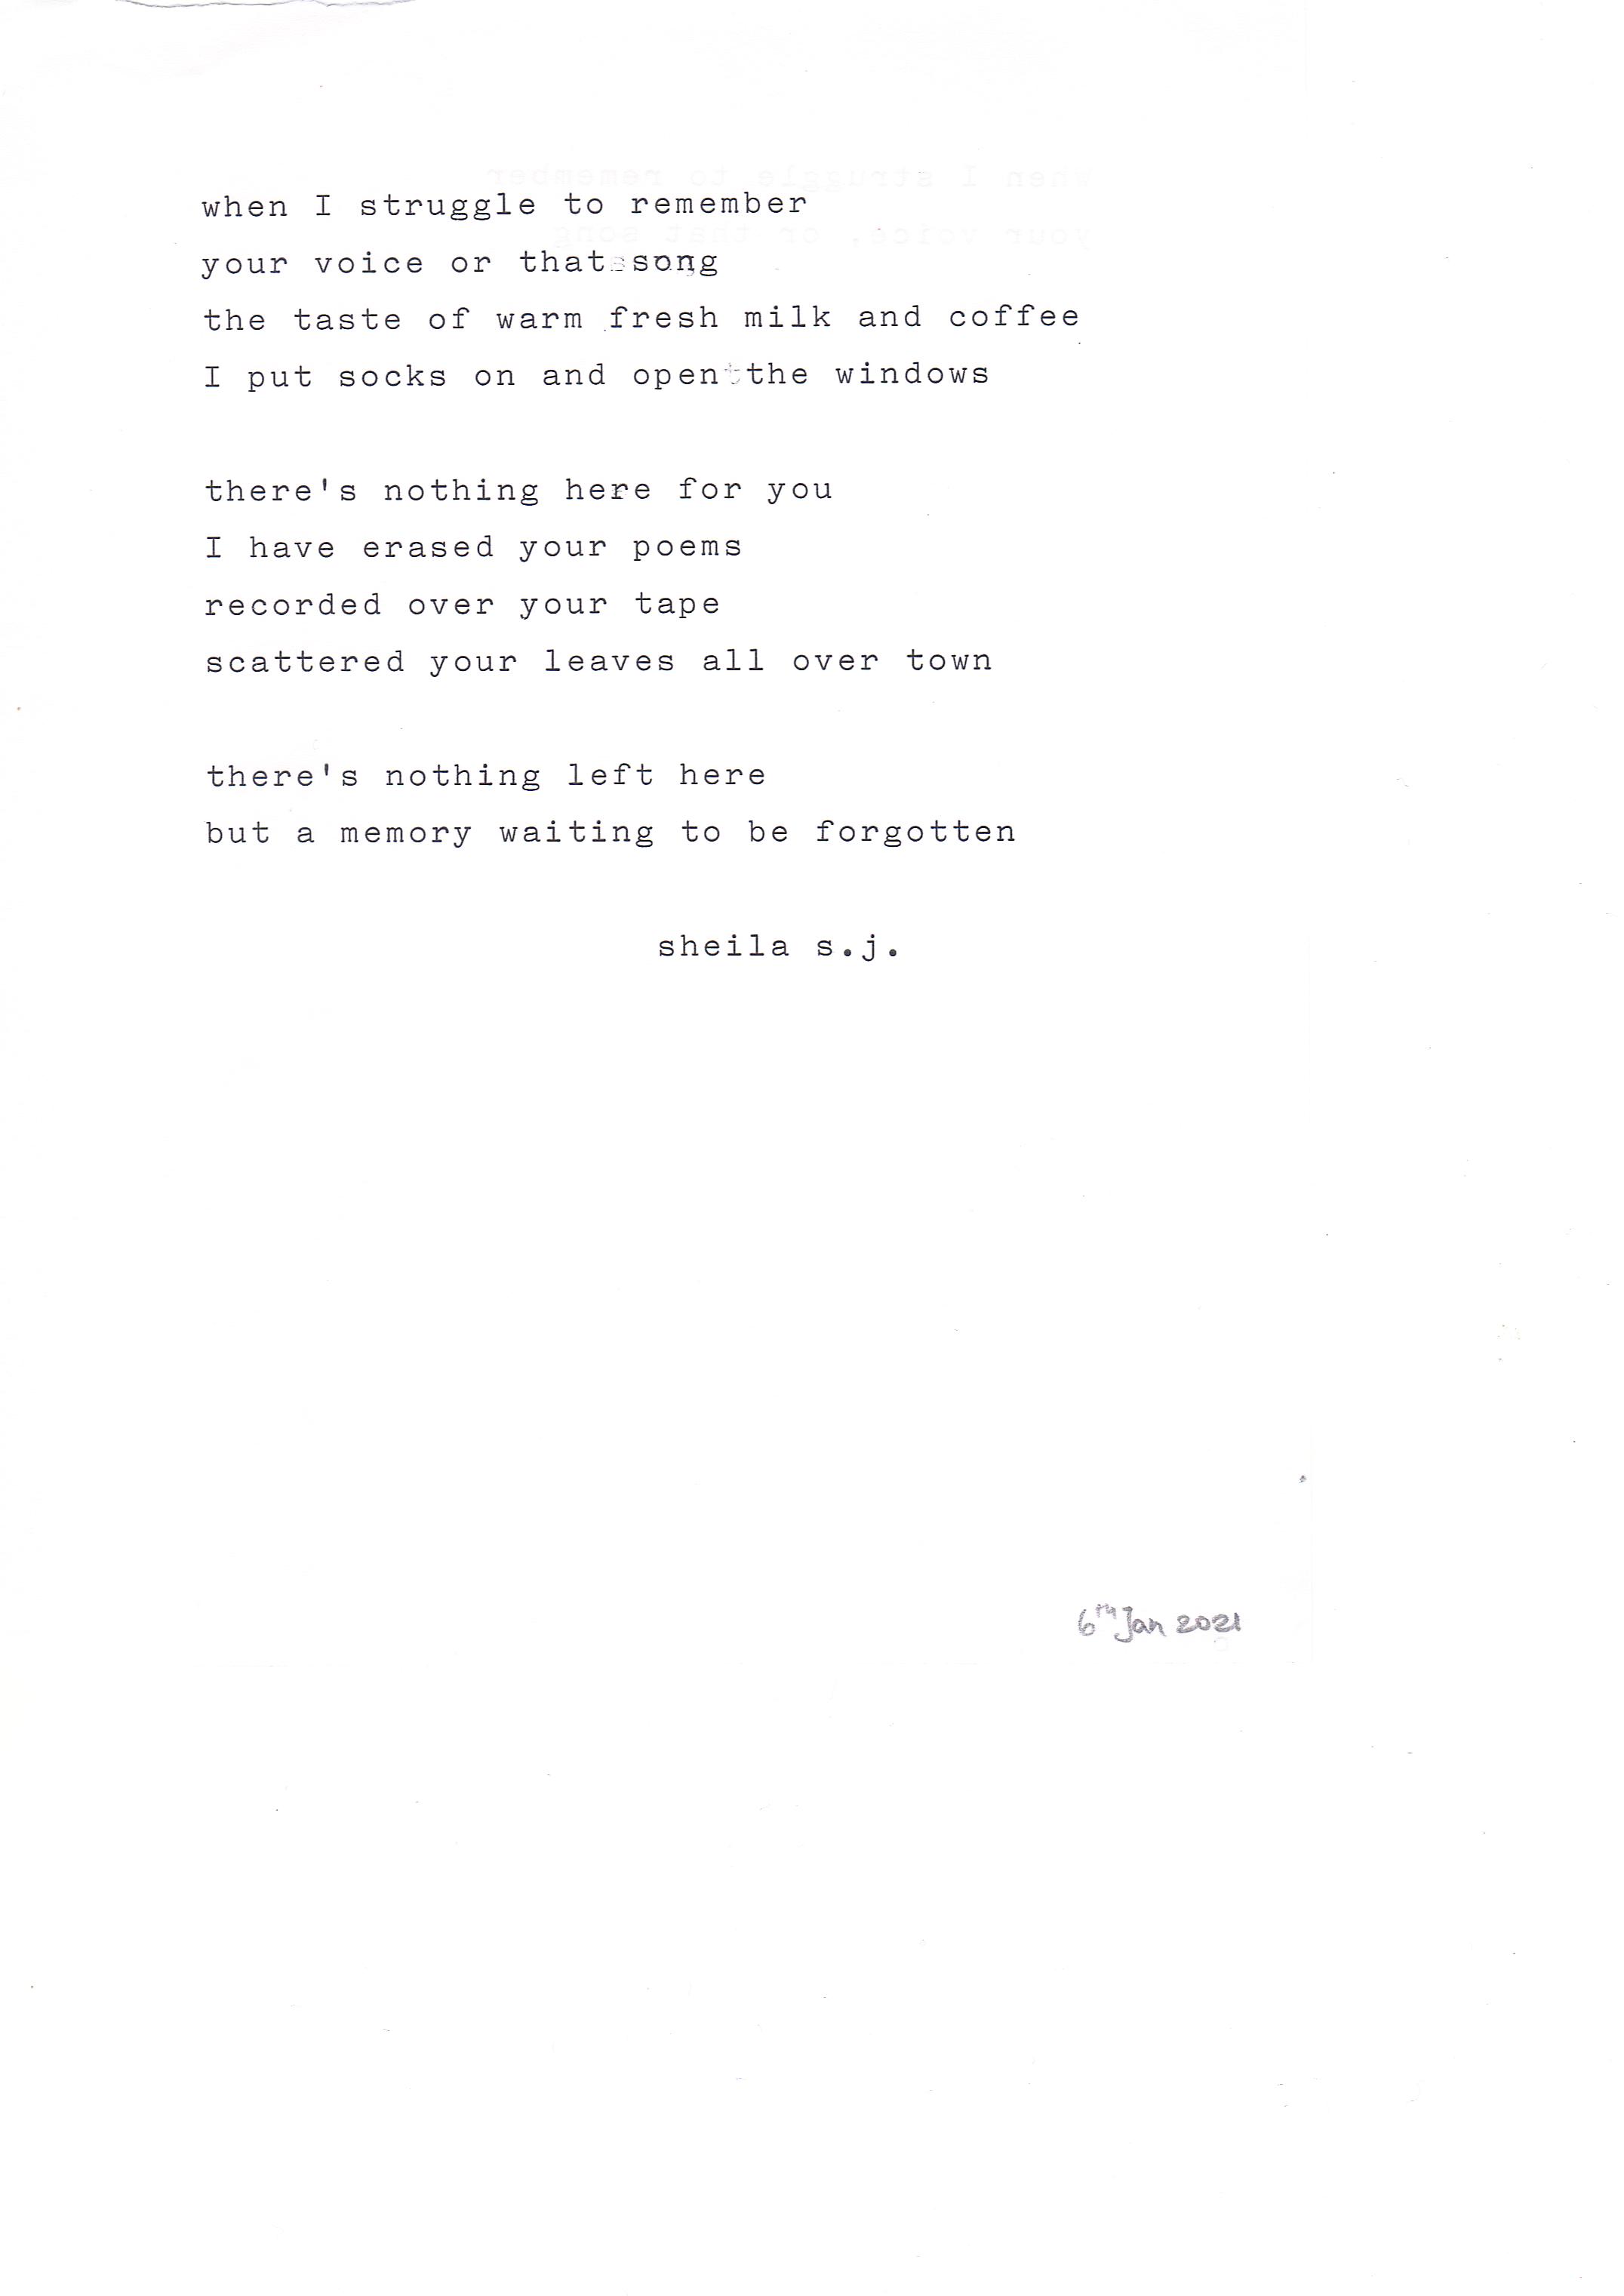 when I struggle to remember
your voice or that song
the taste of warm fresh milk and coffee
I put socks on and open the windows
there's nothing here for you
I have erased your poems
recorded over your tape
scattered your leaves all over town
there's nothing left here
but a memory waiting to be forgotten
sheila s.j.
6th Jan 2021